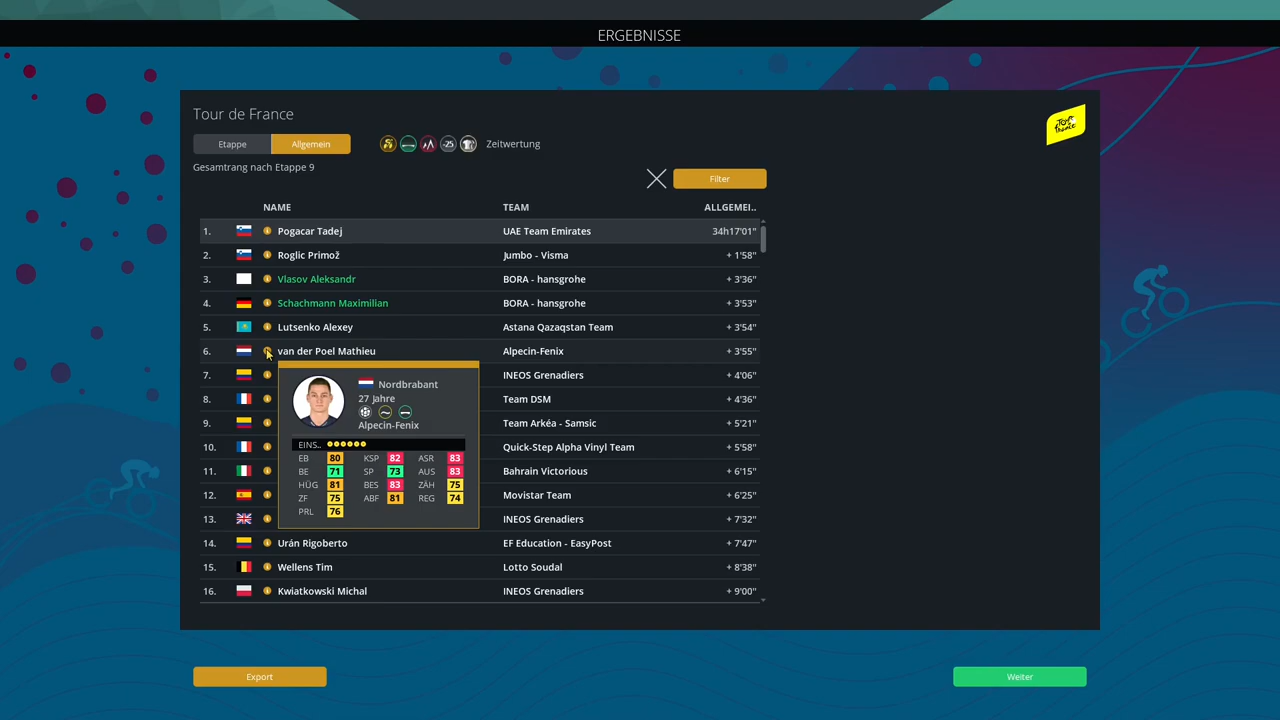 ERGEBNISSE
Tour de France
Etappe Allgemein -25 Zeitwertung
Gesamtrang nach Etappe 9
Filter
NAME TEAM ALLGEMEI..
1. Pogacar Tadej UAE Team Emirates 34h17'01"
2. Roglic Primož Jumbo - Visma + 1'58"
3. Vlasov Aleksandr BORA - hansgrohe + 3'36"
4. Schachmann Maximilian BORA - hansgrohe + 3'53"
5. Lutsenko Alexey Astana Qazaqstan Team + 3'54"
6. van der Poel Mathieu Alpecin-Fenix + 3'55"
7. INEOS Grenadiers + 4'06"
8. Team DSM + 4'36"
9. Team Arkéa - Samsic + 5'21"
10. Quick-Step Alpha Vinyl Team + 5'58"
11. Bahrain Victorious + 6'15"
12. Movistar Team + 6'25"
13. INEOS Grenadiers + 7'32"
14. Urán Rigoberto EF Education - EasyPost + 7'47"
15. Wellens Tim Lotto Soudal + 8'38"
16. Kwiatkowski Michal INEOS Grenadiers + 9'00"
Nordbrabant
27 Jahre
Alpecin-Fenix
EINS..
EB 80 KSP 82 ASR 83
BE 71 SP 73 AUS 83
HÜG 81 BES 83 ZÄH 75
ZF 75 ABF 81 REG 74
PRL 76
Export Weiter
Tour de France